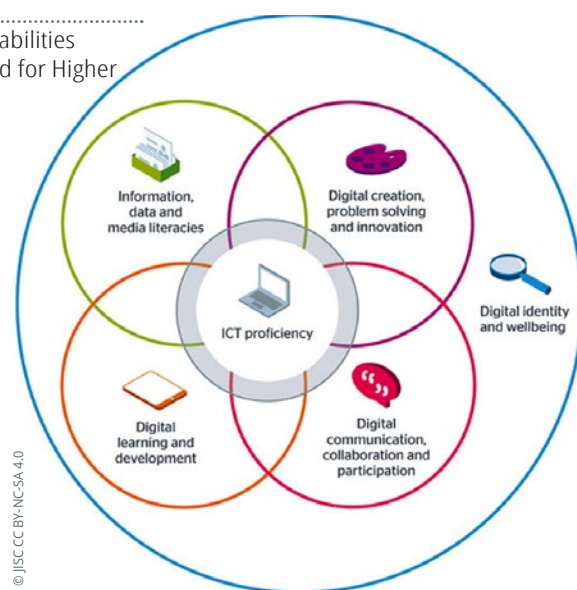 abilities
d for Higher
Information,
data and
media literacies
Digital creation,
problem solving
and innovation
Digital identity
and wellbeing
ICT proficiency
Digital
learning and
development
Digital
communication,
collaboration and
participation
© JISC CC BY-NC-SA 4.0